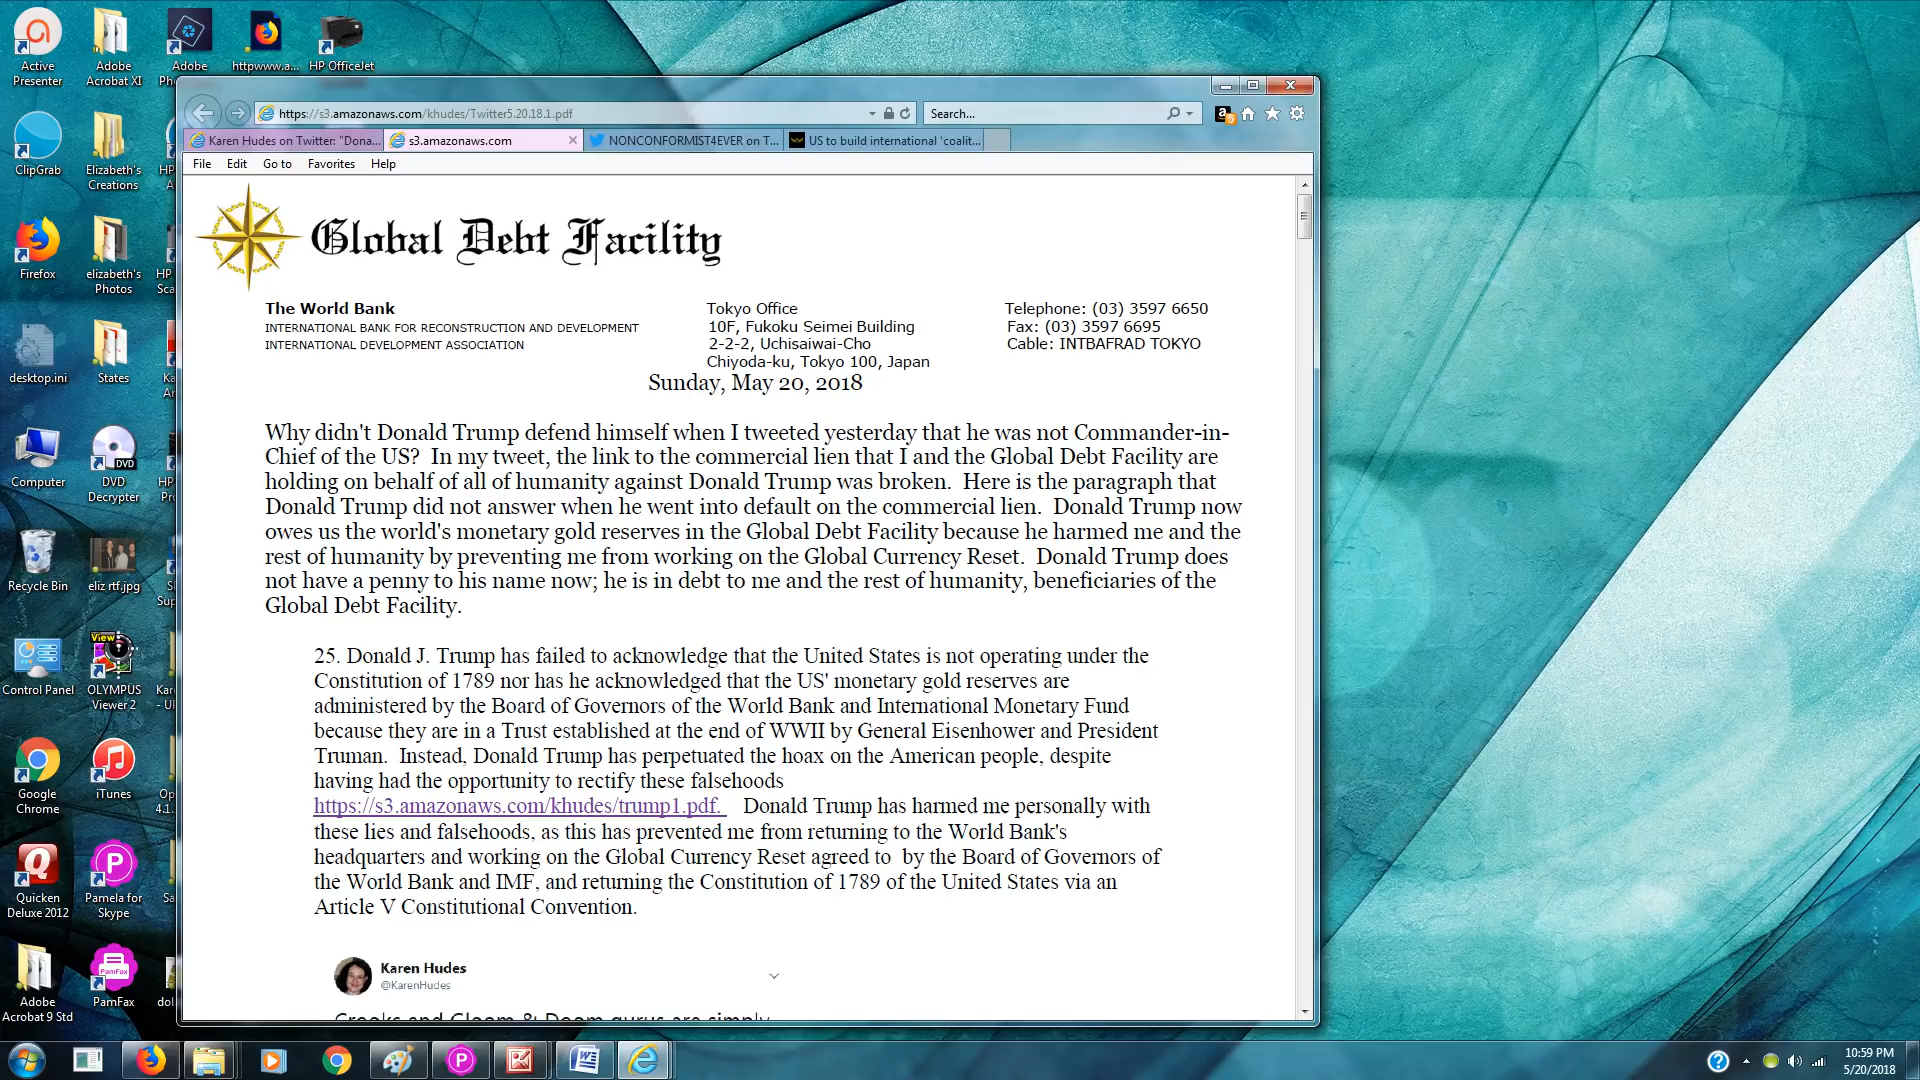 Active Presenter
Adobe Acrobat XI
Adobe
httpwww.a...
HP OfficeJet
ClipGrab
Elizabeth's Creations
Firefox
elizabeth's Photos
desktop.ini
States
Computer
DVD
DVD Decrypter
Recycle Bin
eliz rtf.jpg
Control Panel
View
OLYMPUS Viewer 2
Google Chrome
iTunes
Quicken Deluxe 2012
Pamela for Skype
Adobe Acrobat 9 Std
PamFax
PamFax
https://s3.amazonaws.com/khudes/Twitter5.20.18.1.pdf
Search...
Karen Hudes on Twitter: "Dona...
s3.amazonaws.com
NONCONFORMIST4EVER on T...
US to build international 'coalit...
File Edit Go to Favorites Help
Global Debt Facility
The World Bank
INTERNATIONAL BANK FOR RECONSTRUCTION AND DEVELOPMENT
INTERNATIONAL DEVELOPMENT ASSOCIATION
Tokyo Office
10F, Fukoku Seimei Building
2-2-2, Uchisaiwai-Cho
Chiyoda-ku, Tokyo 100, Japan
Telephone: (03) 3597 6650
Fax: (03) 3597 6695
Cable: INTBAFRAD TOKYO
Sunday, May 20, 2018
Why didn't Donald Trump defend himself when I tweeted yesterday that he was not Commander-in-
Chief of the US? In my tweet, the link to the commercial lien that I and the Global Debt Facility are
holding on behalf of all of humanity against Donald Trump was broken. Here is the paragraph that
Donald Trump did not answer when he went into default on the commercial lien. Donald Trump now
owes us the world's monetary gold reserves in the Global Debt Facility because he harmed me and the
rest of humanity by preventing me from working on the Global Currency Reset. Donald Trump does
not have a penny to his name now; he is in debt to me and the rest of humanity, beneficiaries of the
Global Debt Facility.
25. Donald J. Trump has failed to acknowledge that the United States is not operating under the
Constitution of 1789 nor has he acknowledged that the US' monetary gold reserves are
administered by the Board of Governors of the World Bank and International Monetary Fund
because they are in a Trust established at the end of WWII by General Eisenhower and President
Truman. Instead, Donald Trump has perpetuated the hoax on the American people, despite
having had the opportunity to rectify these falsehoods
https://s3.amazonaws.com/khudes/trump1.pdf. Donald Trump has harmed me personally with
these lies and falsehoods, as this has prevented me from returning to the World Bank's
headquarters and working on the Global Currency Reset agreed to by the Board of Governors of
the World Bank and IMF, and returning the Constitution of 1789 of the United States via an
Article V Constitutional Convention.
Karen Hudes
@KarenHudes
Crooks and Gloom & Doom gurus are simply
10:59 PM
5/20/2018